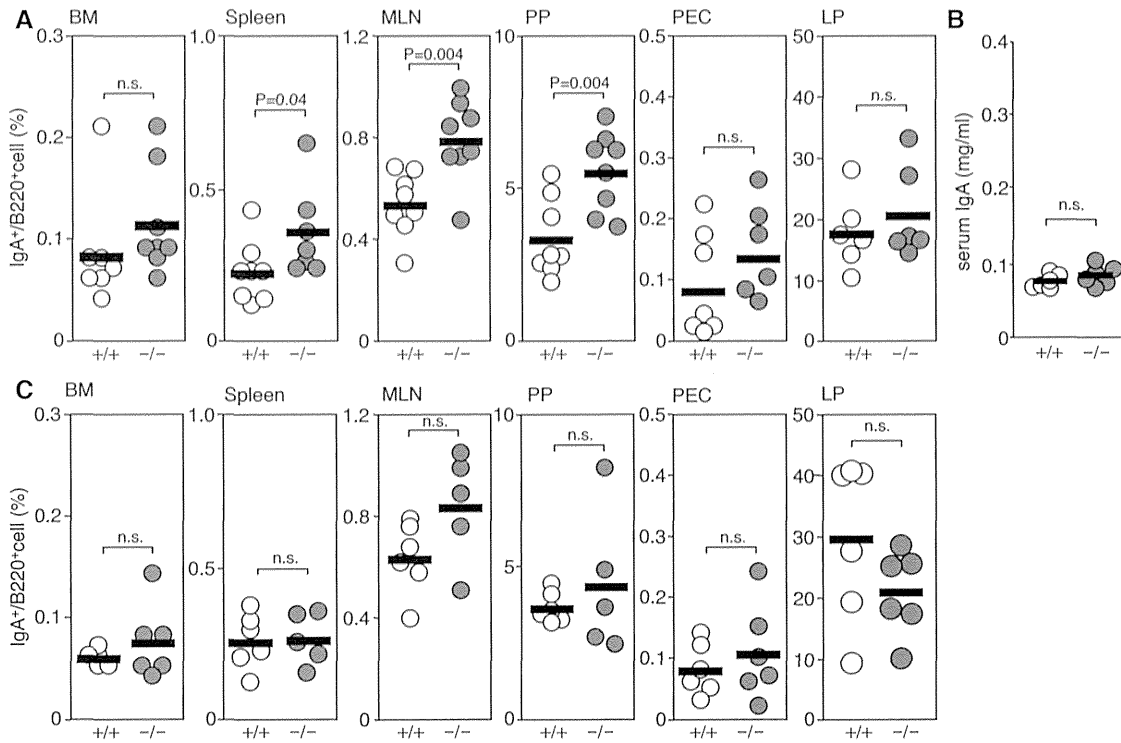 A
BM
Spleen
MLN
PP
PEC
LP
B
IgA+/B220+cell (%)
0.3
0.2
0.1
0
n.s.
+/+ −/−
1.0
0.5
0
P=0.04
+/+ −/−
1.2
0.8
0.4
0
P=0.004
+/+ −/−
10
5
0
P=0.004
+/+ −/−
0.5
0.4
0.3
0.2
0.1
0
n.s.
+/+ −/−
50
40
30
20
10
0
n.s.
+/+ −/−
serum IgA (mg/ml)
0.4
0.3
0.2
0.1
0
n.s.
+/+ −/−
C
BM
Spleen
MLN
PP
PEC
LP
IgA+/B220+cell (%)
0.3
0.2
0.1
0
n.s.
+/+ −/−
1.0
0.5
0
n.s.
+/+ −/−
1.2
0.8
0.4
0
n.s.
+/+ −/−
10
5
0
n.s.
+/+ −/−
0.5
0.4
0.3
0.2
0.1
0
n.s.
+/+ −/−
50
40
30
20
10
0
n.s.
+/+ −/−